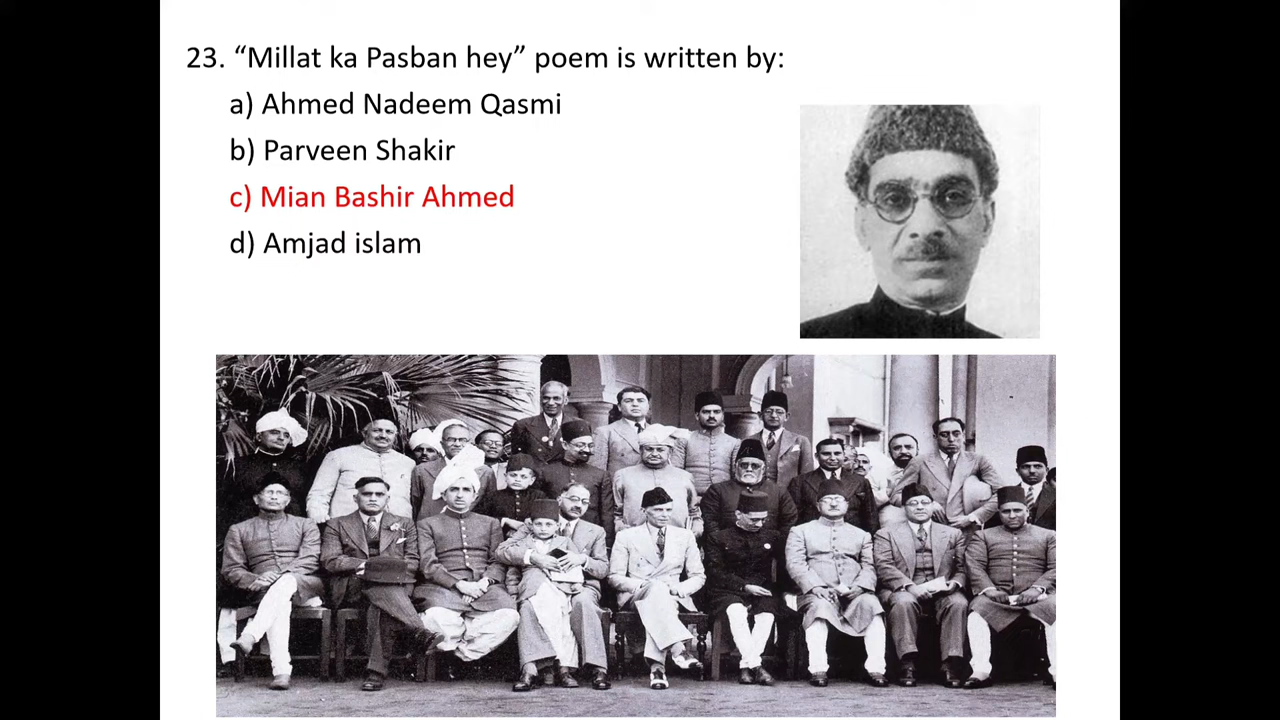 23. “Millat ka Pasban hey” poem is written by:
a) Ahmed Nadeem Qasmi
b) Parveen Shakir
c) Mian Bashir Ahmed
d) Amjad islam